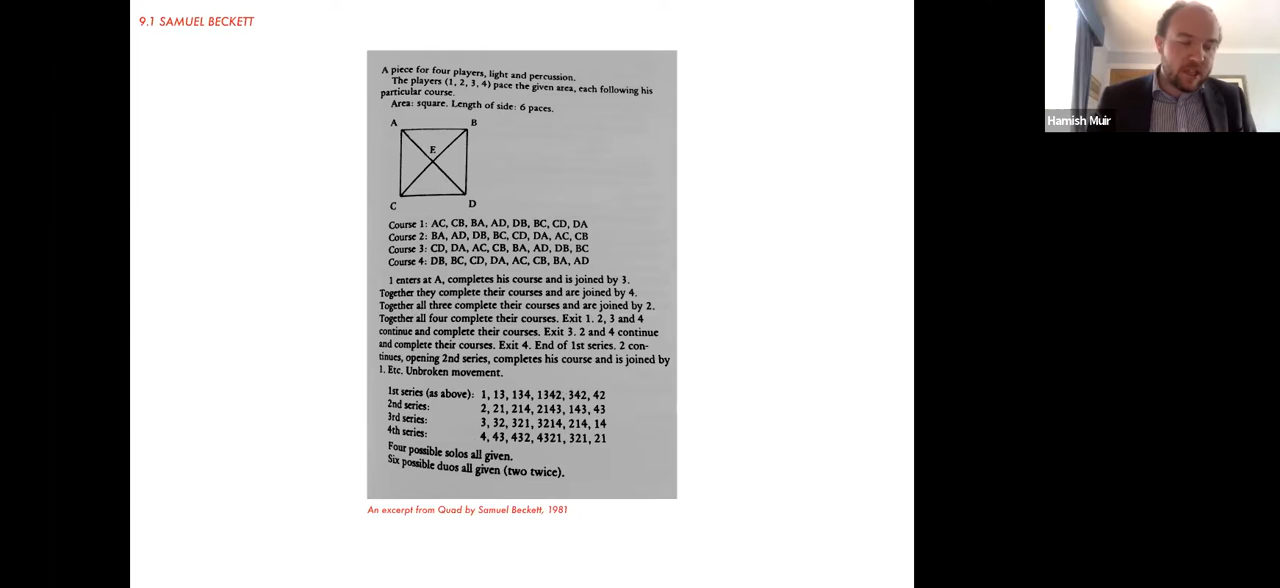 9.1 SAMUEL BECKETT
A piece for four players, light and percussion.
The players (1, 2, 3, 4) pace the given area, each following his
particular course.
Area: square. Length of side: 6 paces.
A B
E
C D
Course 1: AC, CB, BA, AD, DB, BC, CD, DA
Course 2: BA, AD, DB, BC, CD, DA, AC, CB
Course 3: CD, DA, AC, CB, BA, AD, DB, BC
Course 4: DB, BC, CD, DA, AC, CB, BA, AD
1 enters at A, completes his course and is joined by 3.
Together they complete their courses and are joined by 4.
Together all three complete their courses and are joined by 2.
Together all four complete their courses. Exit 1. 2, 3 and 4
continue and complete their courses. Exit 3. 2 and 4 continue
and complete their courses. Exit 4. End of 1st series. 2 con-
tinues, opening 2nd series, completes his course and is joined by
1. Etc. Unbroken movement.
1st series (as above): 1, 13, 134, 1342, 342, 42
2nd series: 2, 21, 214, 2143, 143, 43
3rd series: 3, 32, 321, 3214, 214, 14
4th series: 4, 43, 432, 4321, 321, 21
Four possible solos all given.
Six possible duos all given (two twice).
An excerpt from Quad by Samuel Beckett, 1981
Hamish Muir